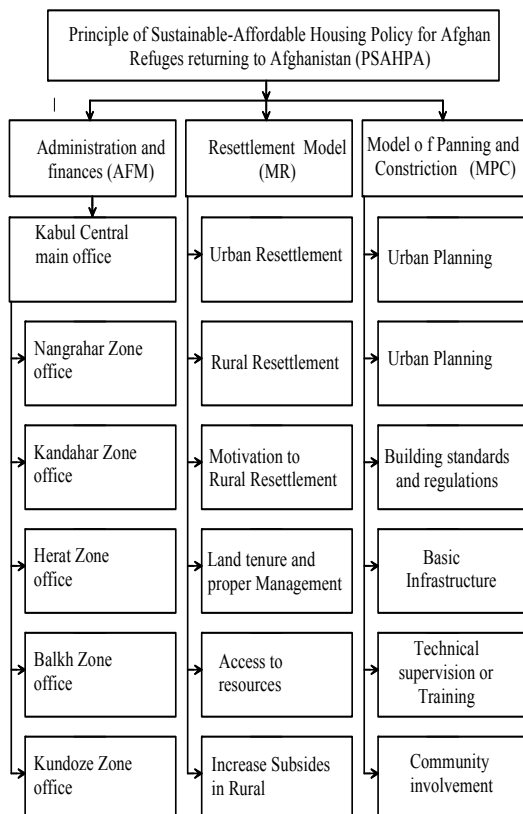 Principle of Sustainable-Affordable Housing Policy for Afghan
Refuges returning to Afghanistan (PSAHPA)
Administration and
finances (AFM)
Kabul Central
main office
Nangrahar Zone
office
Kandahar Zone
office
Herat Zone
office
Balkh Zone
office
Kundoze Zone
office
Resettlement Model
(MR)
Urban Resettlement
Rural Resettlement
Motivation to
Rural Resettlement
Land tenure and
proper Management
Access to
resources
Increase Subsides
in Rural
Model o f Panning and
Constriction (MPC)
Urban Planning
Urban Planning
Building standards
and regulations
Basic
Infrastructure
Technical
supervision or
Training
Community
involvement